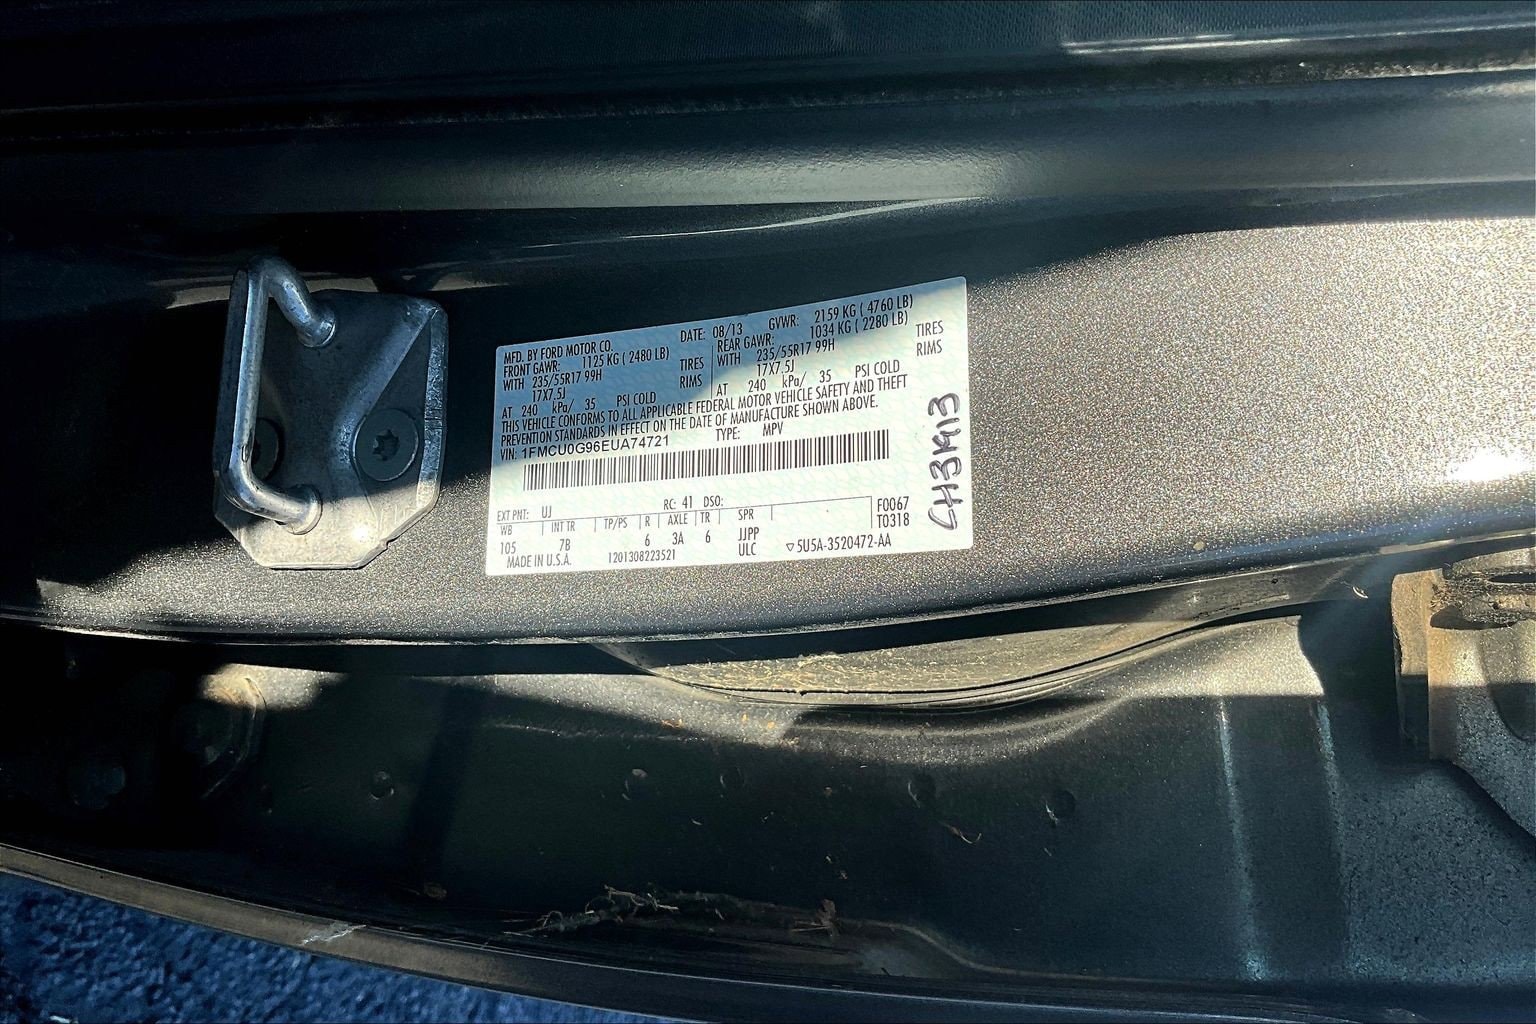 MFD. BY FORD MOTOR CO. DATE: 08/13 GVWR: 2159 KG ( 4760 LB)
FRONT GAWR: 1125 KG ( 2480 LB) REAR GAWR: 1034 KG ( 2280 LB)
WITH 235/55R17 99H TIRES WITH 235/55R17 99H TIRES
17X7.5J RIMS 17X7.5J RIMS
AT 240 kPa/ 35 PSI COLD AT 240 kPa/ 35 PSI COLD
THIS VEHICLE CONFORMS TO ALL APPLICABLE FEDERAL MOTOR VEHICLE SAFETY AND THEFT
PREVENTION STANDARDS IN EFFECT ON THE DATE OF MANUFACTURE SHOWN ABOVE.
VIN: 1FMCU0G96EUA74721 TYPE: MPV
EXT PNT: UJ RC: 41 DSO: F0067
WB INT TR TP/PS R AXLE TR SPR T0318
105 7B 6 3A 6 JJPP
MADE IN U.S.A. 1201308223521 ULC ▽5U5A-3520472-AA